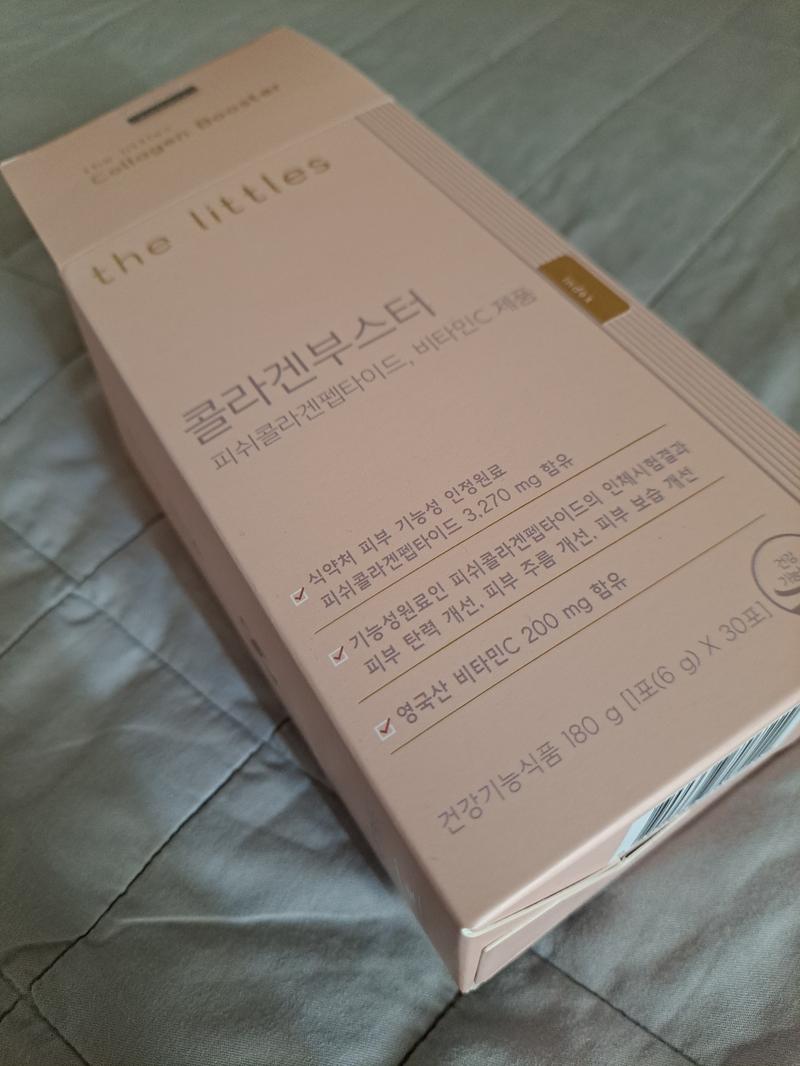 the littles
Collagen Booster
the littles
index
콜라겐부스터
피쉬콜라겐펩타이드, 비타민C 제품
식약처 피부 기능성 인정원료
피쉬콜라겐펩타이드 3,270 mg 함유
기능성원료인 피쉬콜라겐펩타이드의 인체시험결과
피부 탄력 개선, 피부 주름 개선, 피부 보습 개선
영국산 비타민C 200 mg 함유
건강
건강기능식품 180 g [1포(6 g) X 30포]